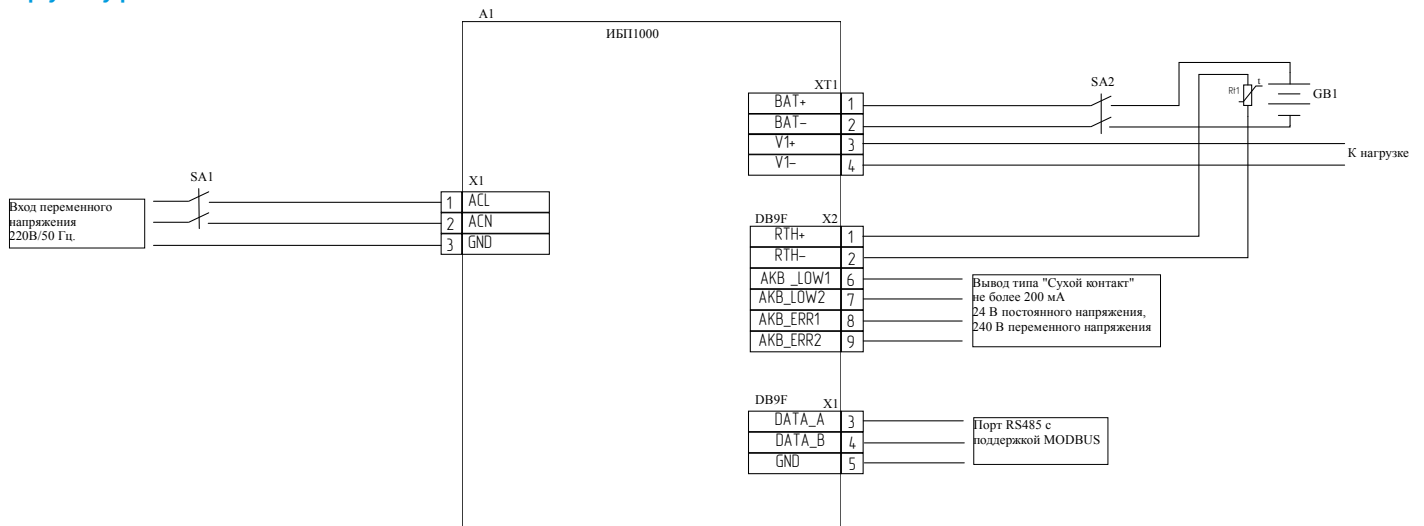 A1
ИБП1000
XT1
BAT+ 1
BAT– 2
V1+ 3
V1– 4
SA2
Rt1
t
GB1
К нагрузке
SA1
Вход переменного
напряжения
220В/50 Гц.
X1
1 ACL
2 ACN
3 GND
DB9F X2
RTH+ 1
RTH– 2
AKB _LOW1 6
AKB_LOW2 7
AKB_ERR1 8
AKB_ERR2 9
Вывод типа "Сухой контакт"
не более 200 мА
24 В постоянного напряжения,
240 В переменного напряжения
DB9F X1
DATA_A 3
DATA_B 4
GND 5
Порт RS485 с
поддержкой MODBUS